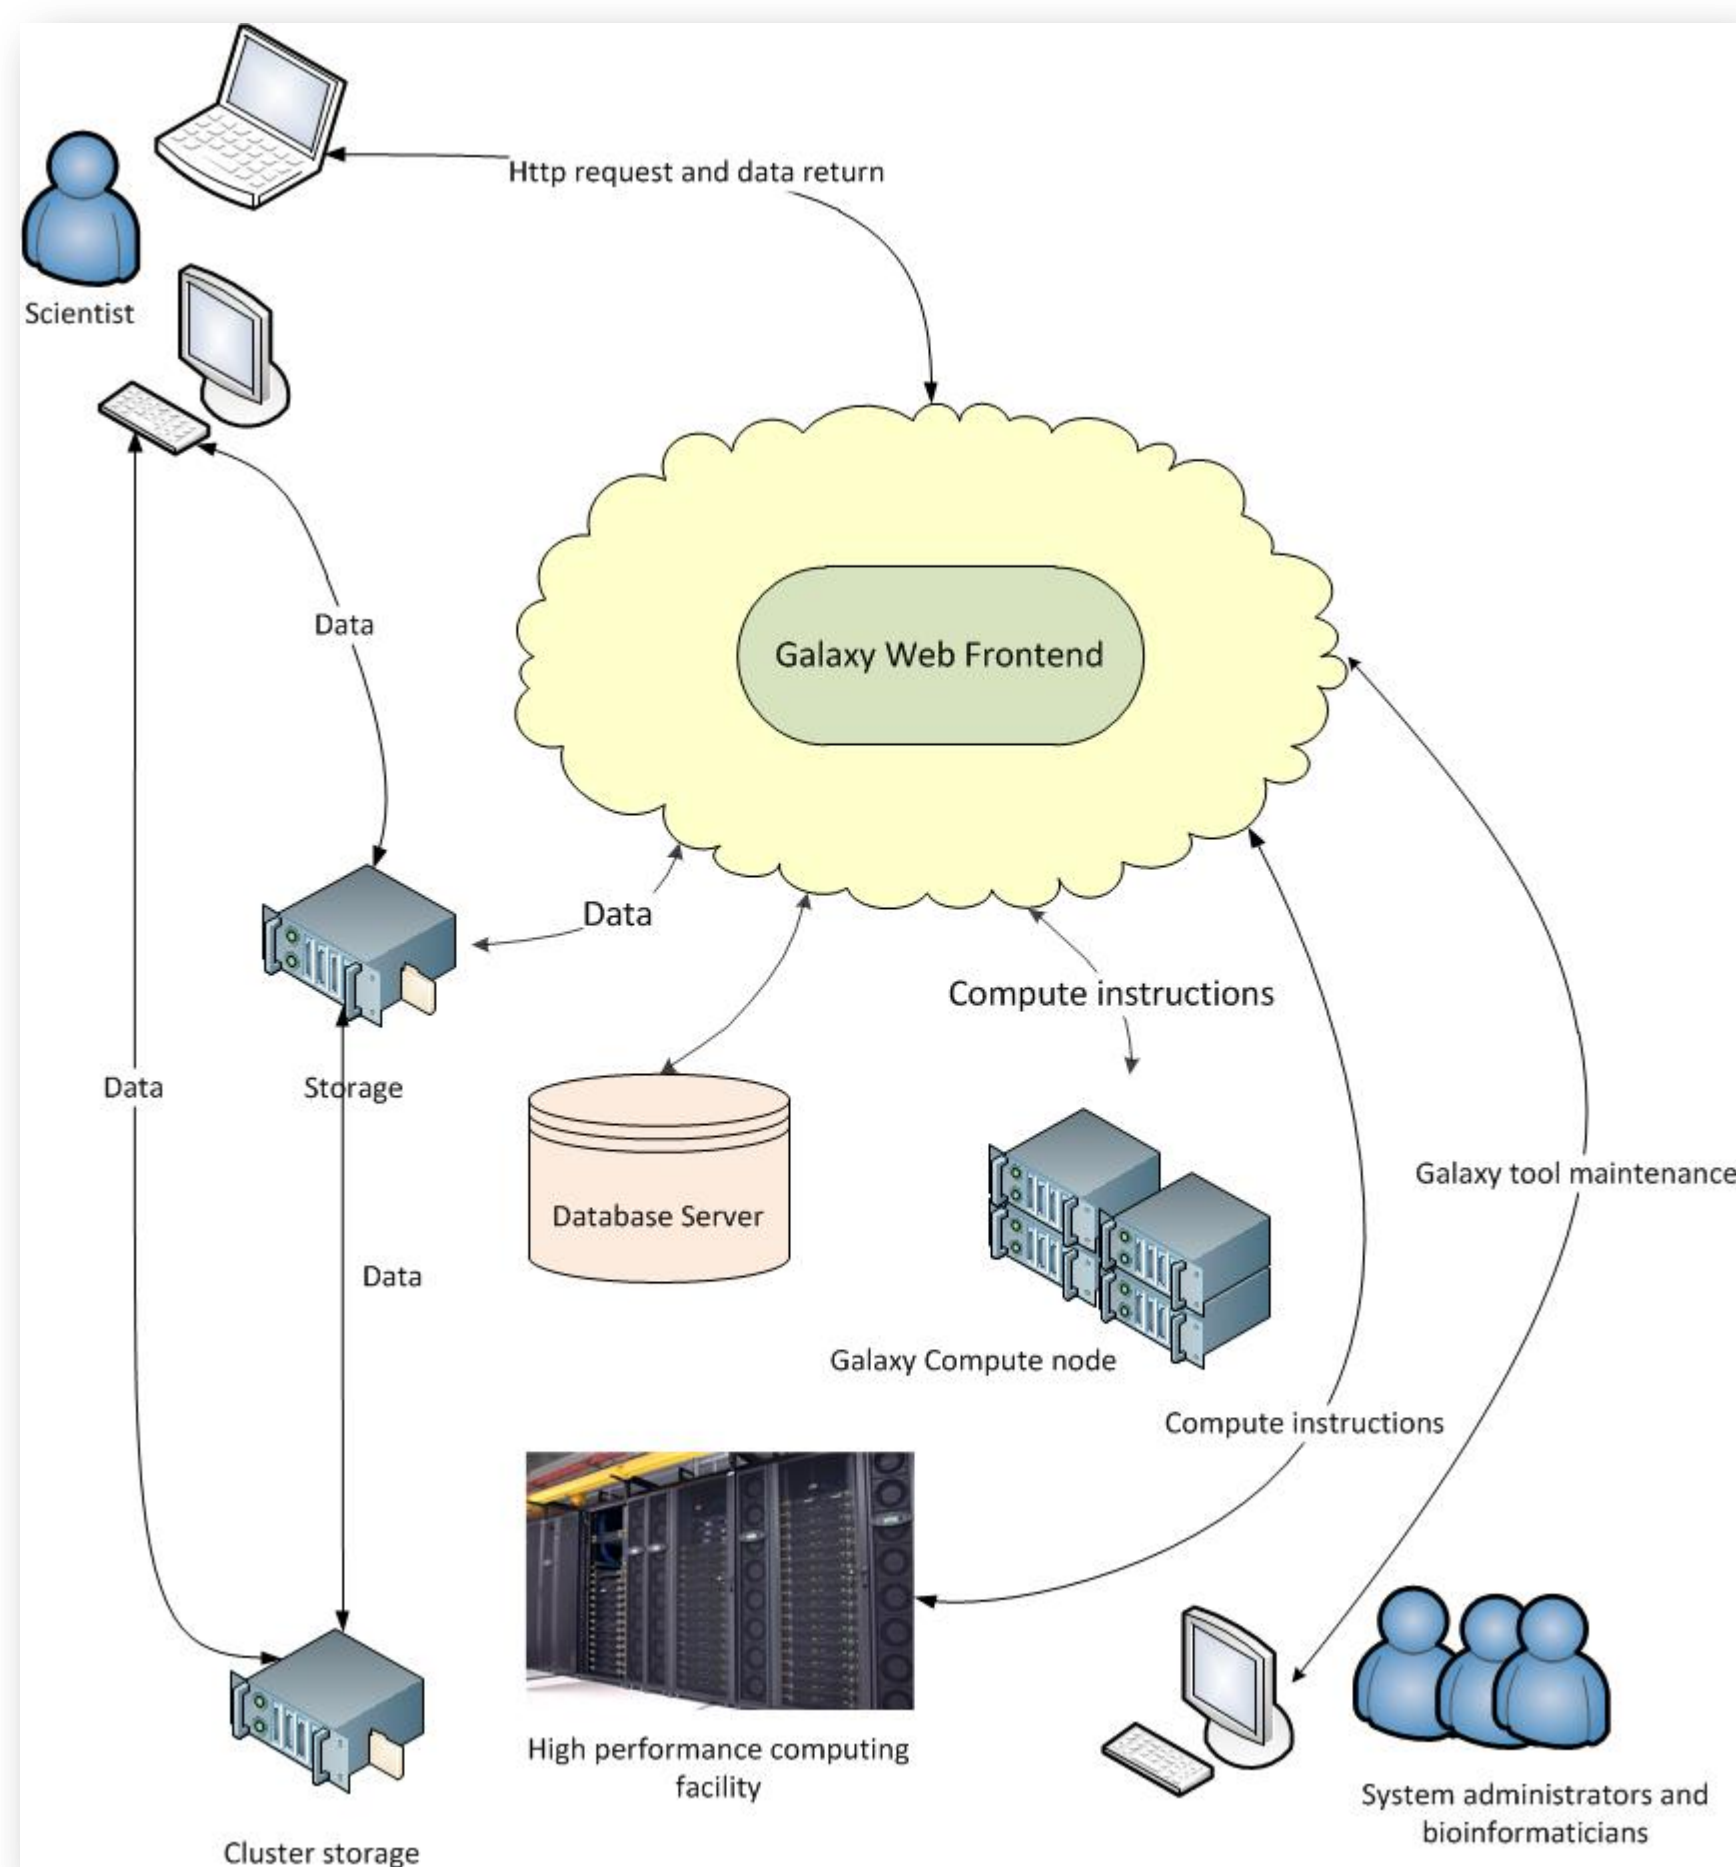 Http request and data return
Scientist
Data
Galaxy Web Frontend
Data
Compute instructions
Data
Storage
Galaxy tool maintenance
Database Server
Data
Galaxy Compute node
Compute instructions
High performance computing
facility
System administrators and
bioinformaticians
Cluster storage